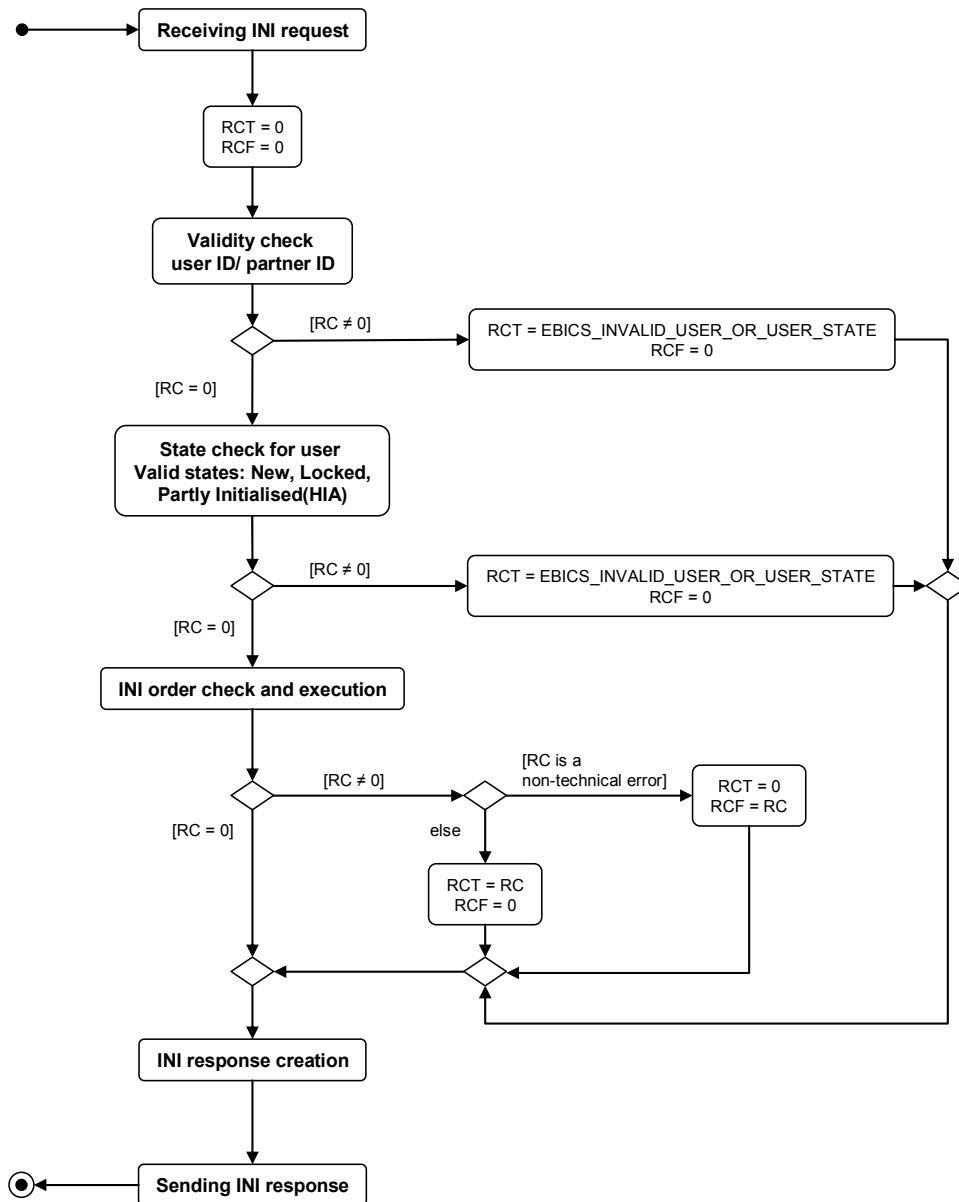 Receiving INI request
RCT = 0
RCF = 0
Validity check
user ID/ partner ID
[RC ≠ 0]
RCT = EBICS_INVALID_USER_OR_USER_STATE
RCF = 0
[RC = 0]
State check for user
Valid states: New, Locked,
Partly Initialised(HIA)
[RC ≠ 0]
RCT = EBICS_INVALID_USER_OR_USER_STATE
RCF = 0
[RC = 0]
INI order check and execution
[RC ≠ 0]
[RC is a
non-technical error]
RCT = 0
RCF = RC
[RC = 0]
else
RCT = RC
RCF = 0
INI response creation
Sending INI response